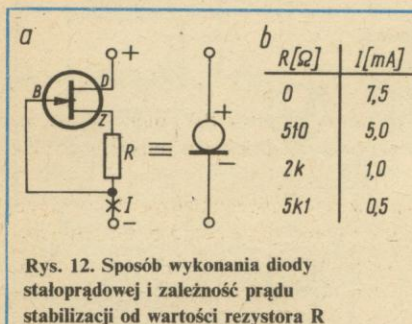 a
+
B
D
Z
R
I
−
≡
+
−
b
R[Ω] I[mA]
0 7,5
510 5,0
2k 1,0
5k1 0,5
Rys. 12. Sposób wykonania diody
stałoprądowej i zależność prądu
stabilizacji od wartości rezystora R